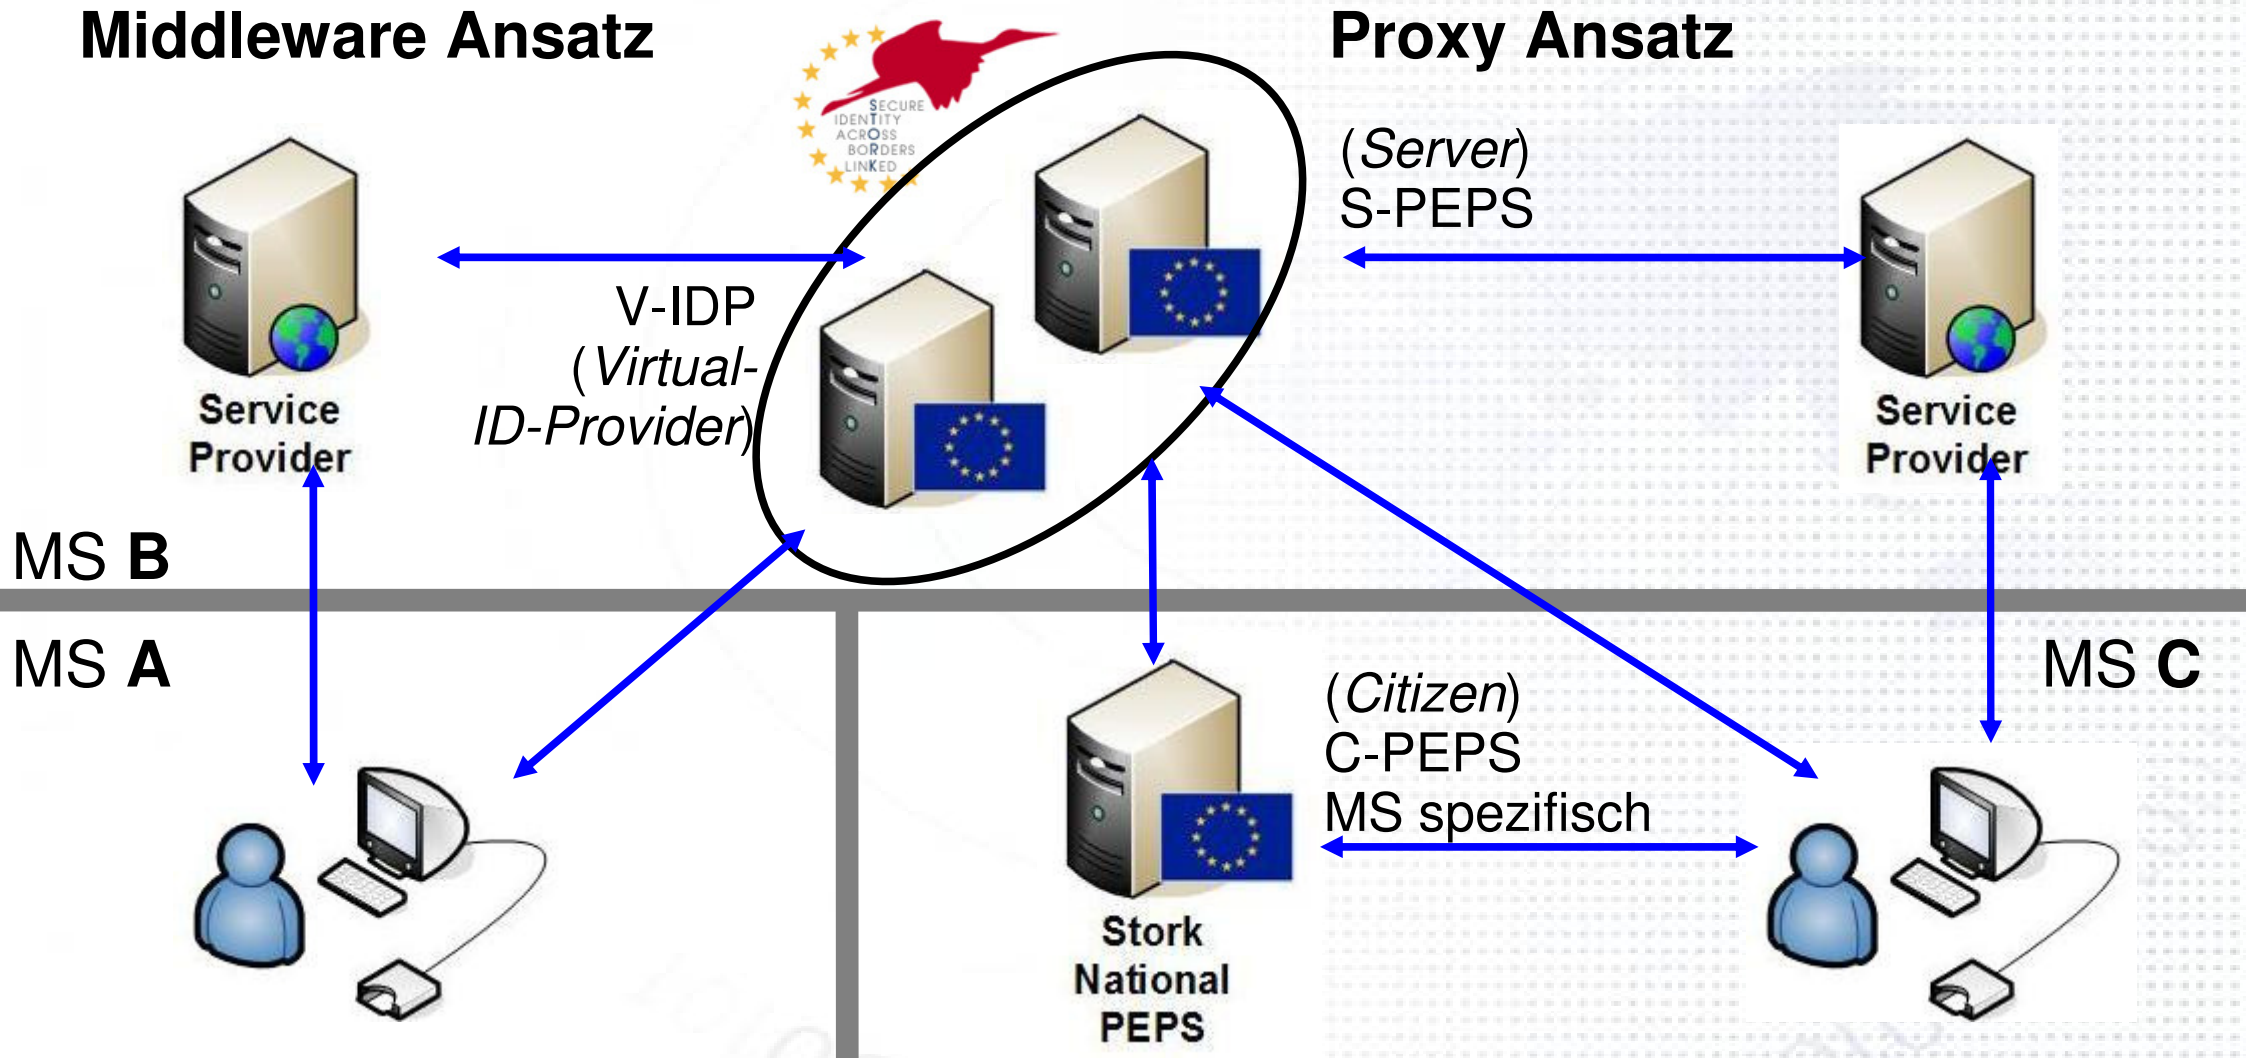 Middleware Ansatz
Proxy Ansatz
SECURE
IDENTITY
ACROSS
BORDERS
LINKED
(Server)
S-PEPS
V-IDP
(Virtual-
ID-Provider)
Service
Provider
Service
Provider
MS B
MS A
MS C
(Citizen)
C-PEPS
MS spezifisch
Stork
National
PEPS